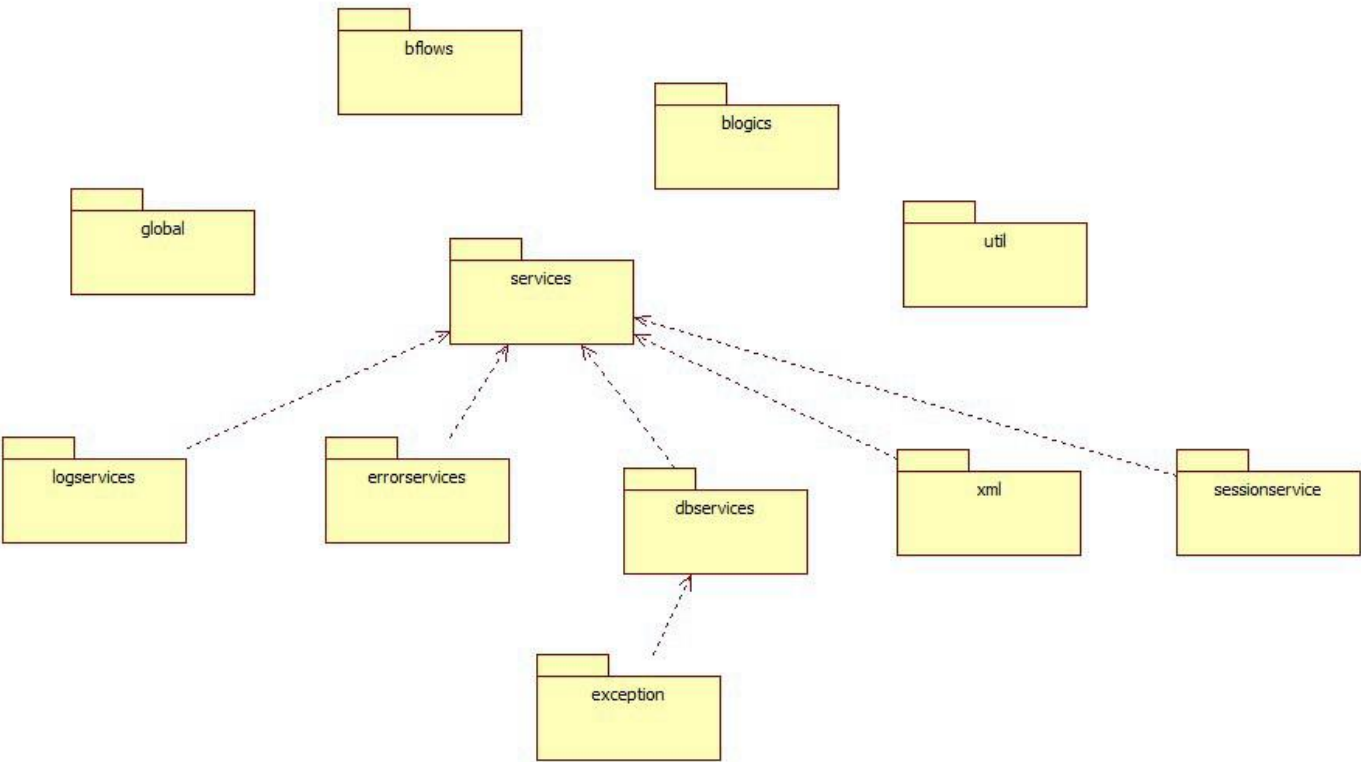 bflows
blogics
global
util
services
logservices
errorservices
dbservices
xml
sessionservice
exception